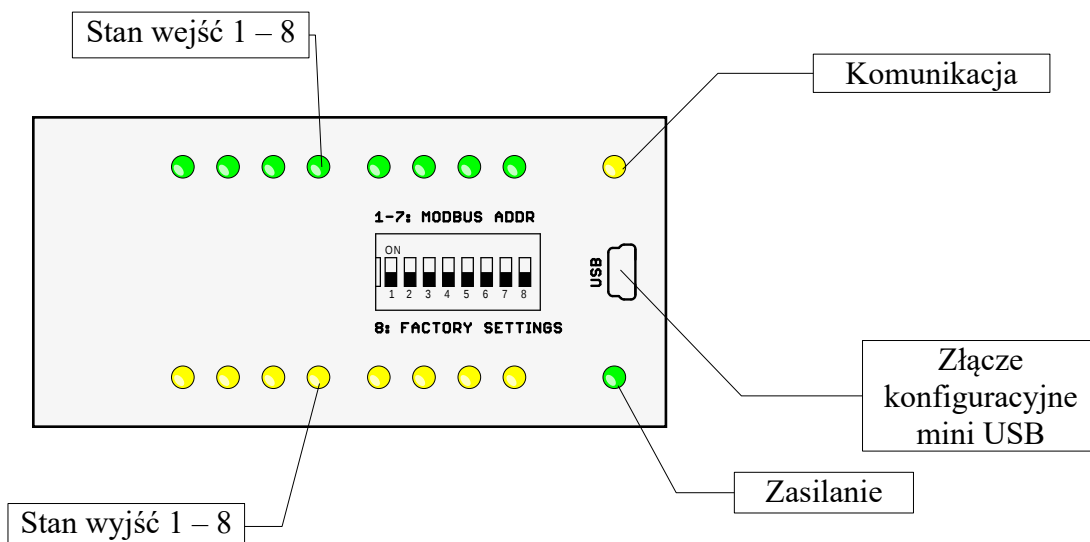 Stan wejść 1 – 8
Komunikacja
1-7: MODBUS ADDR
ON
1 2 3 4 5 6 7 8
USB
8: FACTORY SETTINGS
Złącze
konfiguracyjne
mini USB
Zasilanie
Stan wyjść 1 – 8